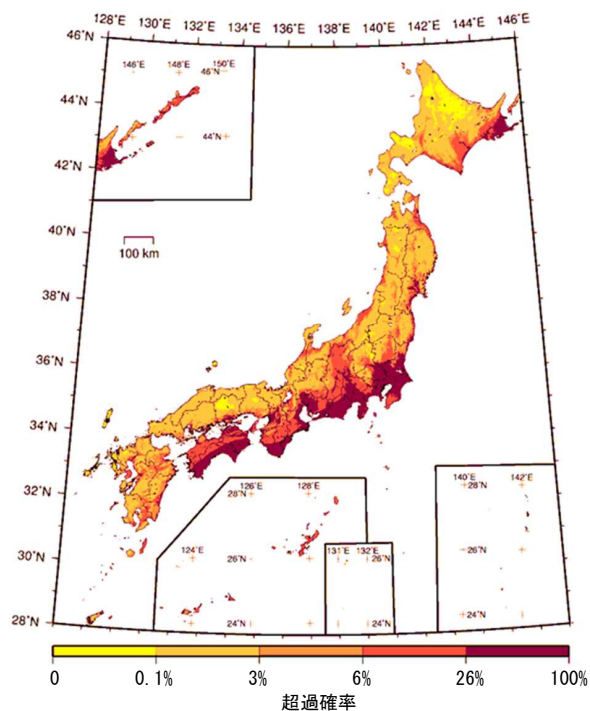 128°E 130°E 132°E 134°E 136°E 138°E 140°E 142°E 144°E 146°E
46°N
146°E 148°E 150°E
46°N
44°N
44°N
42°N
40°N
100 km
38°N
36°N
34°N
32°N
126°E 128°E
28°N
140°E 142°E
28°N
30°N
124°E
26°N
131°E 132°E
26°N
26°N
28°N
24°N
24°N
24°N
0 0.1% 3% 6% 26% 100%
超過確率